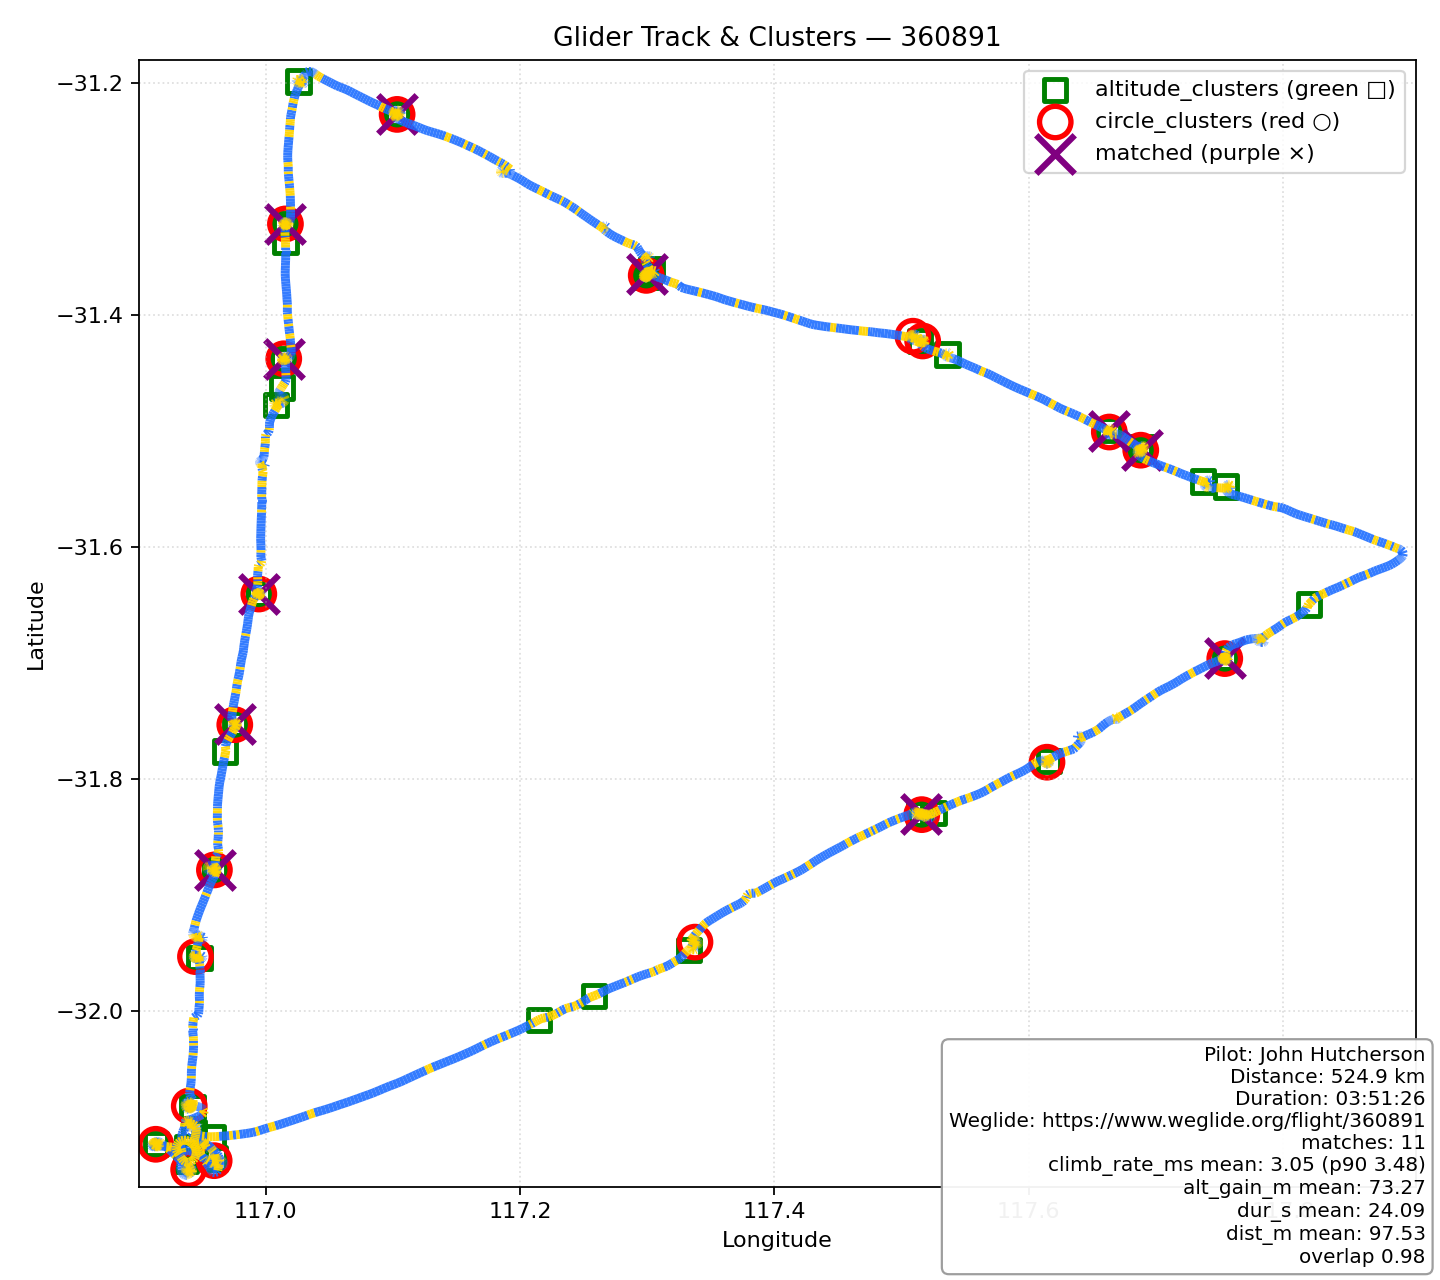 Glider Track & Clusters — 360891
altitude_clusters (green □)
circle_clusters (red ○)
matched (purple ×)
Latitude
−31.2
−31.4
−31.6
−31.8
−32.0
117.0
117.2
117.4
117.6
Longitude
Pilot: John Hutcherson
Distance: 524.9 km
Duration: 03:51:26
Weglide: https://www.weglide.org/flight/360891
matches: 11
climb_rate_ms mean: 3.05 (p90 3.48)
alt_gain_m mean: 73.27
dur_s mean: 24.09
dist_m mean: 97.53
overlap 0.98